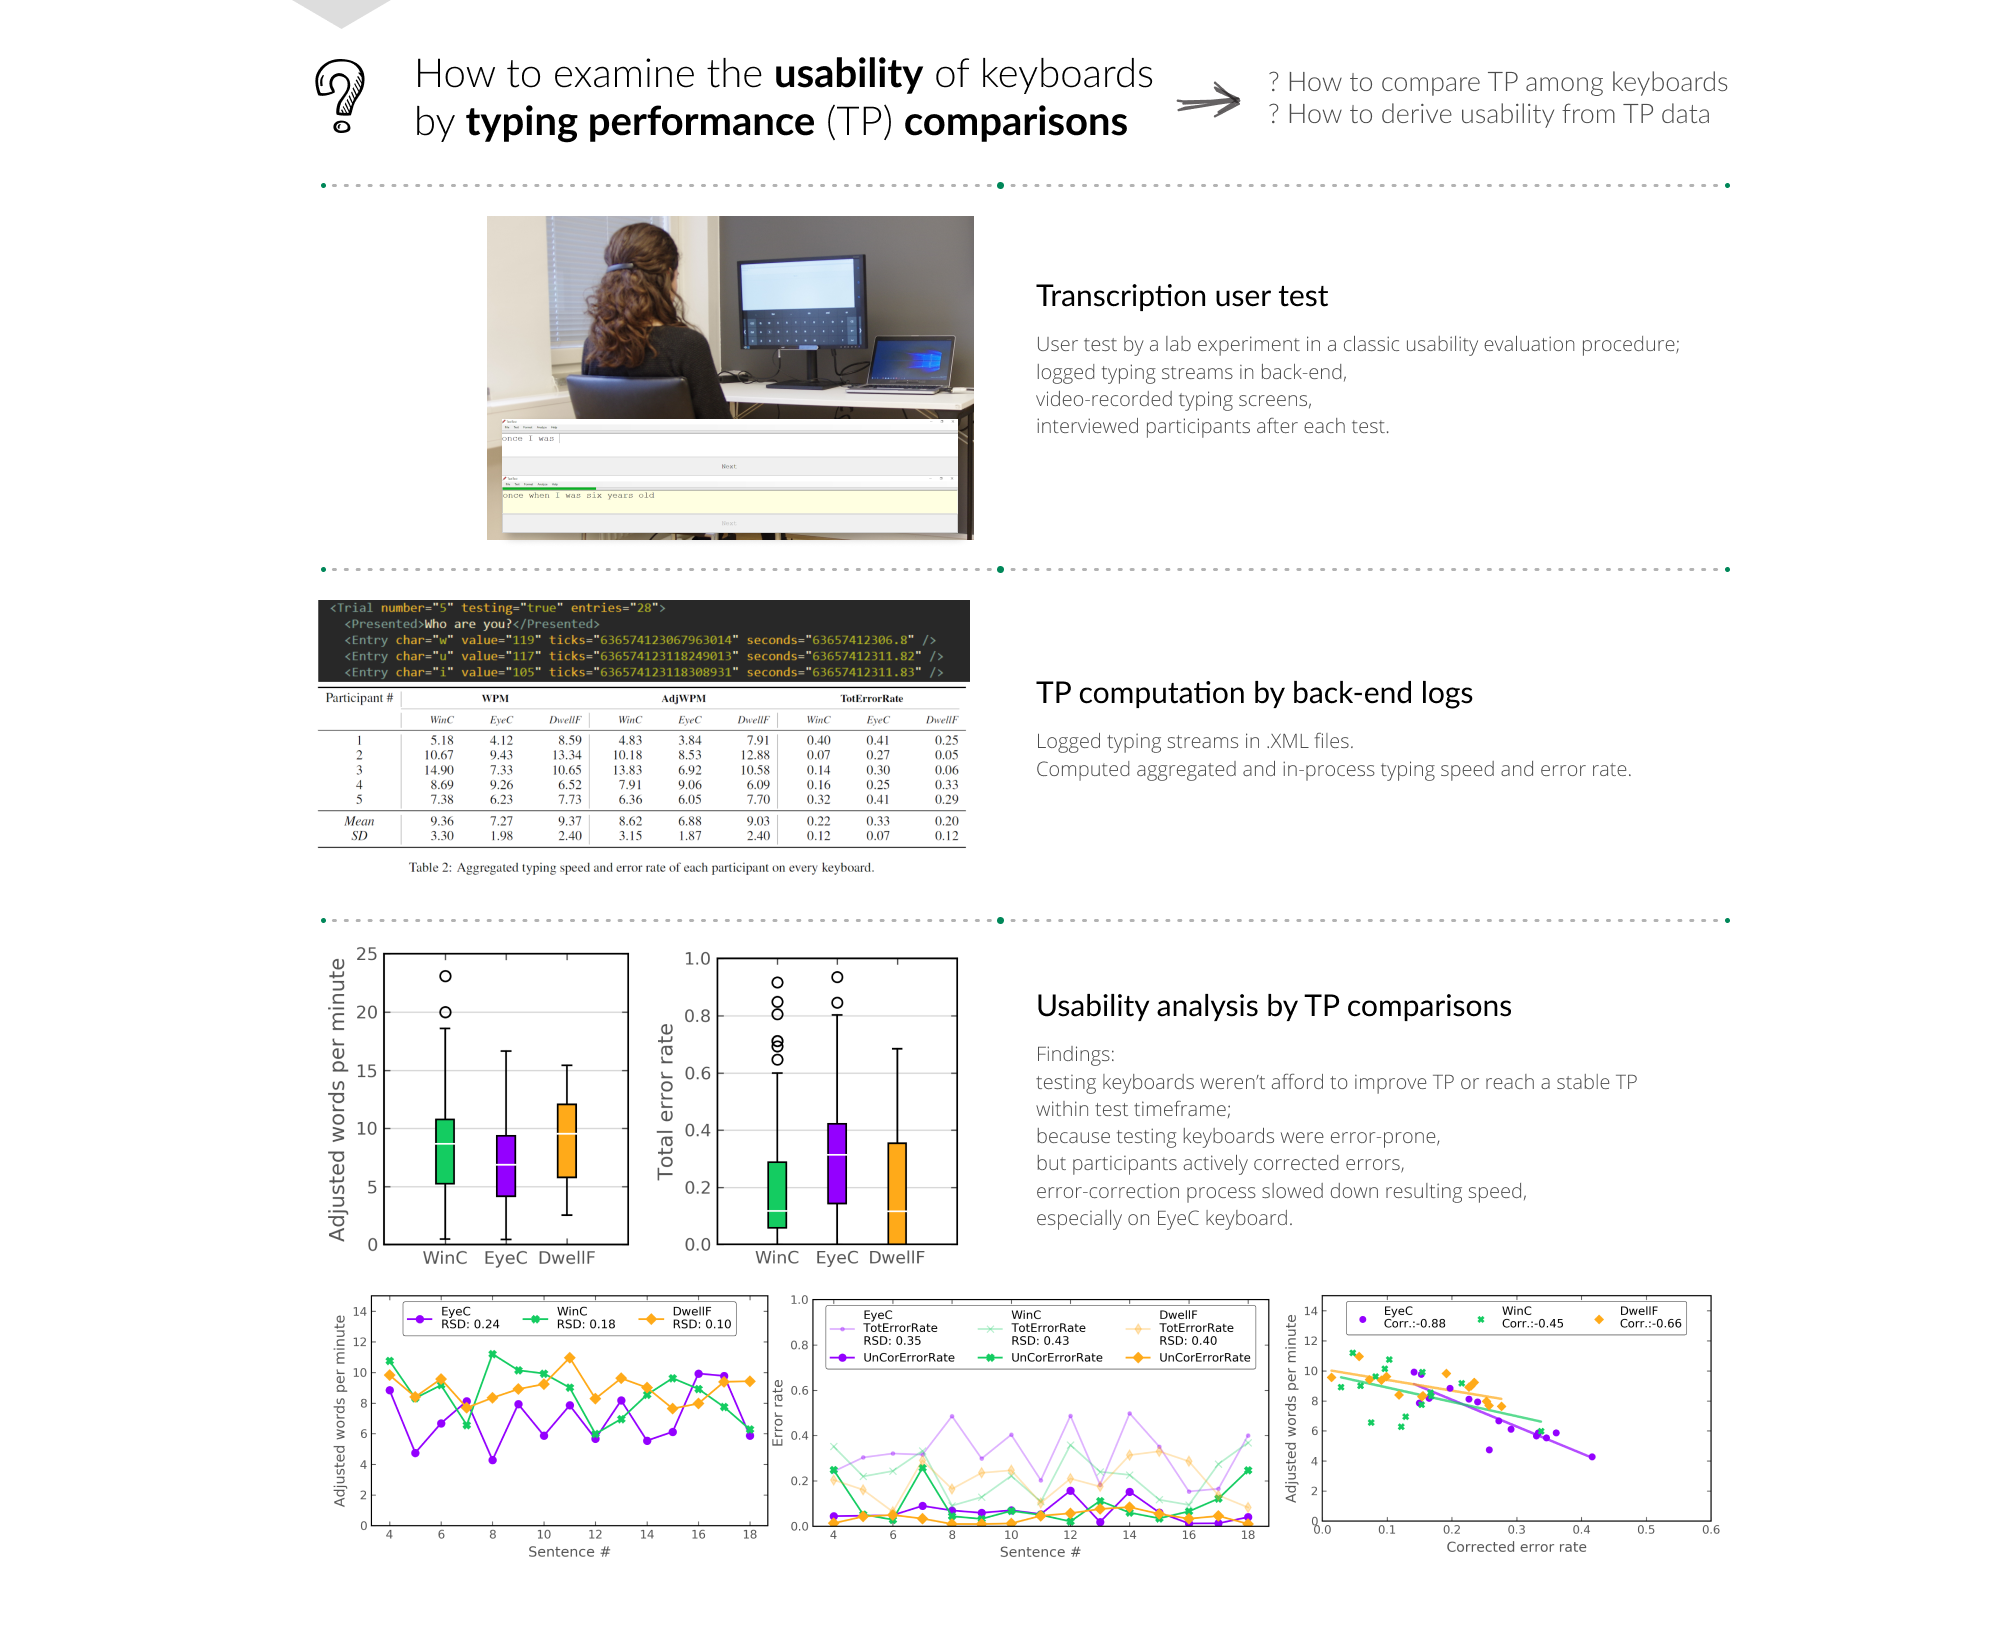 How to examine the usability of keyboards
by typing performance (TP) comparisons
? How to compare TP among keyboards
? How to derive usability from TP data
once I was
Next
once when I was six years old
Next
Transcription user test
User test by a lab experiment in a classic usability evaluation procedure;
logged typing streams in back-end,
video-recorded typing screens,
interviewed participants after each test.
<Trial number="5" testing="true" entries="28">
<Presented>Who are you?</Presented>
<Entry char="w" value="119" ticks="636574123067963014" seconds="63657412306.8" />
<Entry char="u" value="117" ticks="636574123118249013" seconds="63657412311.82" />
<Entry char="i" value="105" ticks="636574123118308931" seconds="63657412311.83" />
Participant # WPM AdjWPM TotErrorRate
WinC EyeC DwellF WinC EyeC DwellF WinC EyeC DwellF
1 5.18 4.12 8.59 4.83 3.84 7.91 0.40 0.41 0.25
2 10.67 9.43 13.34 10.18 8.53 12.88 0.07 0.27 0.05
3 14.90 7.33 10.65 13.83 6.92 10.58 0.14 0.30 0.06
4 8.69 9.26 6.52 7.91 9.06 6.09 0.16 0.25 0.33
5 7.38 6.23 7.73 6.36 6.05 7.70 0.32 0.41 0.29
Mean 9.36 7.27 9.37 8.62 6.88 9.03 0.22 0.33 0.20
SD 3.30 1.98 2.40 3.15 1.87 2.40 0.12 0.07 0.12
Table 2: Aggregated typing speed and error rate of each participant on every keyboard.
TP computation by back-end logs
Logged typing streams in .XML files.
Computed aggregated and in-process typing speed and error rate.
Adjusted words per minute
25
20
15
10
5
0
WinC EyeC DwellF
Total error rate
1.0
0.8
0.6
0.4
0.2
0.0
WinC EyeC DwellF
Usability analysis by TP comparisons
Findings:
testing keyboards weren't afford to improve TP or reach a stable TP
within test timeframe;
because testing keyboards were error-prone,
but participants actively corrected errors,
error-correction process slowed down resulting speed,
especially on EyeC keyboard.
Adjusted words per minute
14
12
10
8
6
4
2
0
EyeC WinC DwellF
RSD: 0.24 RSD: 0.18 RSD: 0.10
4 6 8 10 12 14 16 18
Sentence #
Error rate
1.0
0.8
0.6
0.4
0.2
0.0
EyeC WinC DwellF
TotErrorRate TotErrorRate TotErrorRate
RSD: 0.35 RSD: 0.43 RSD: 0.40
UnCorErrorRate UnCorErrorRate UnCorErrorRate
4 6 8 10 12 14 16 18
Sentence #
Adjusted words per minute
14
12
10
8
6
4
2
0
EyeC WinC DwellF
Corr.:-0.88 Corr.:-0.45 Corr.:-0.66
0.0 0.1 0.2 0.3 0.4 0.5 0.6
Corrected error rate